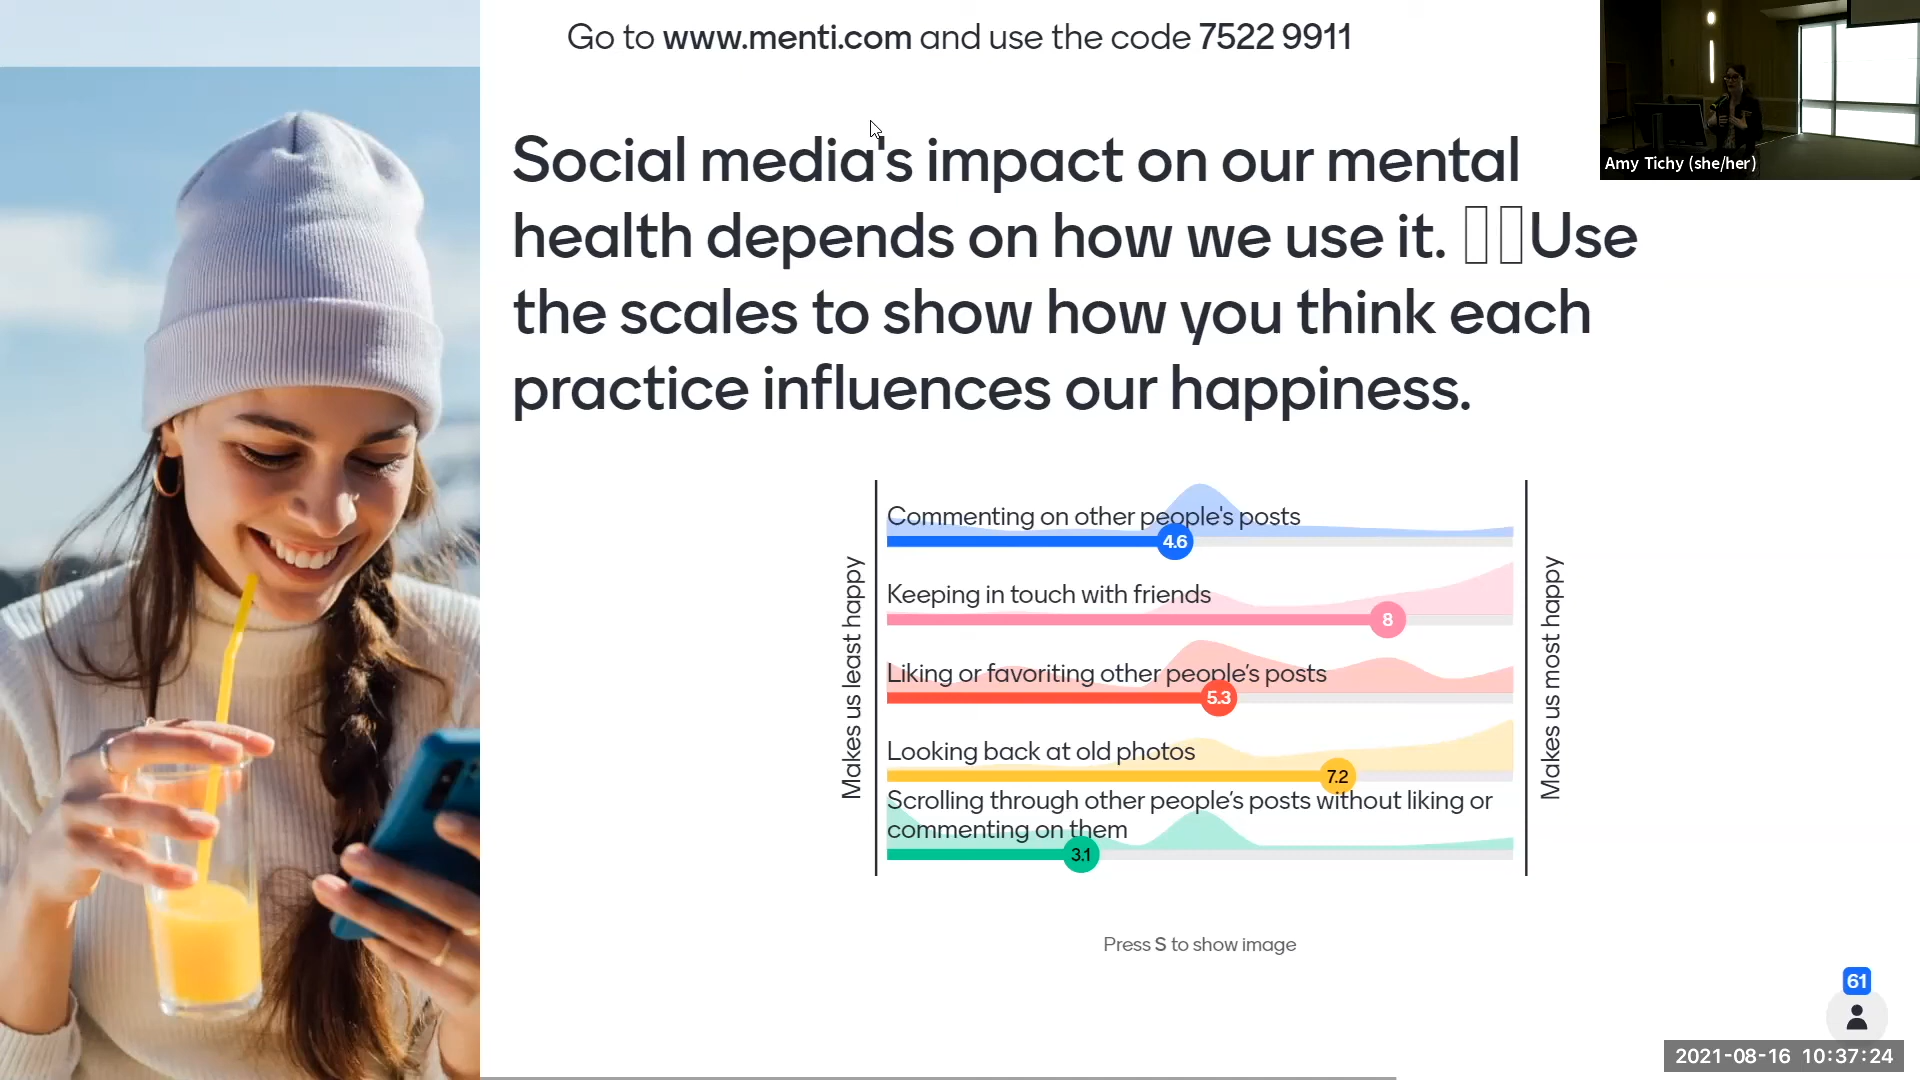 Go to www.menti.com and use the code 7522 9911
Social media's impact on our mental
health depends on how we use it. Use
the scales to show how you think each
practice influences our happiness.
Amy Tichy (she/her)
Makes us least happy
Commenting on other people's posts
4.6
Keeping in touch with friends
8
Liking or favoriting other people’s posts
5.3
Looking back at old photos
7.2
Scrolling through other people’s posts without liking or
commenting on them
3.1
Makes us most happy
Press S to show image
61
2021-08-16 10:37:24